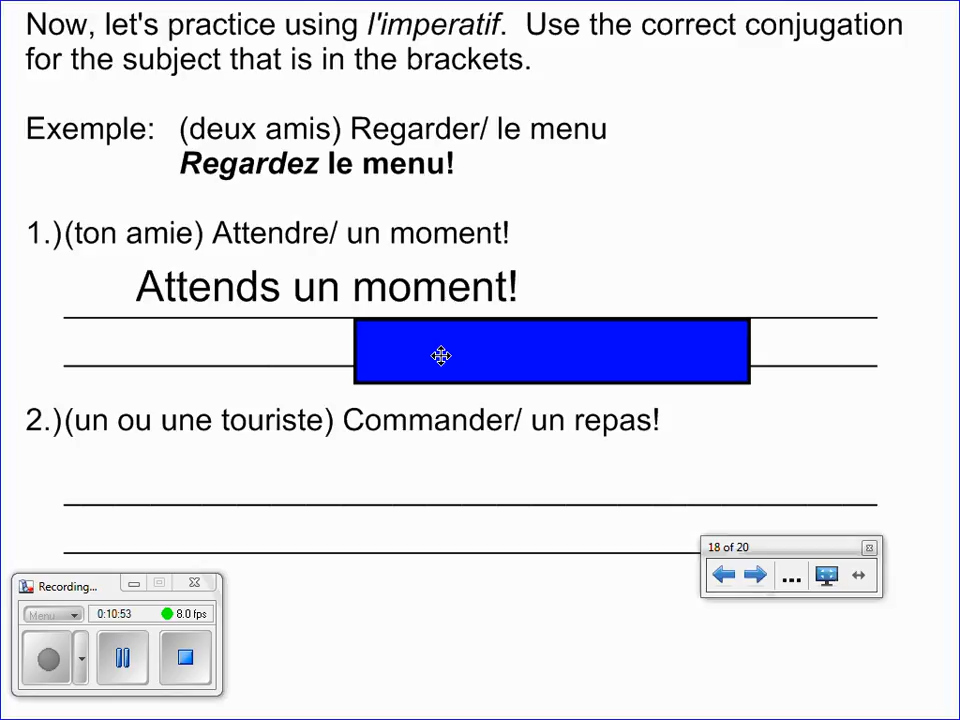 Now, let's practice using l'imperatif. Use the correct conjugation
for the subject that is in the brackets.
Exemple: (deux amis) Regarder/ le menu
Regardez le menu!
1.)(ton amie) Attendre/ un moment!
Attends un moment!
2.)(un ou une touriste) Commander/ un repas!
18 of 20
...
Recording...
Menu 0:10:53 8.0 fps